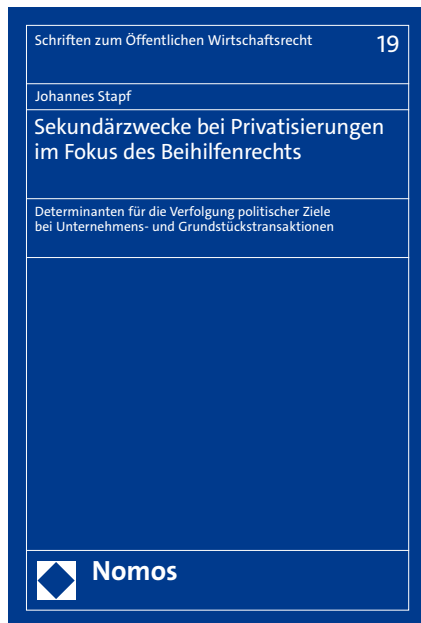 Schriften zum Öffentlichen Wirtschaftsrecht 19
Johannes Stapf
Sekundärzwecke bei Privatisierungen
im Fokus des Beihilfenrechts
Determinanten für die Verfolgung politischer Ziele
bei Unternehmens- und Grundstückstransaktionen
Nomos